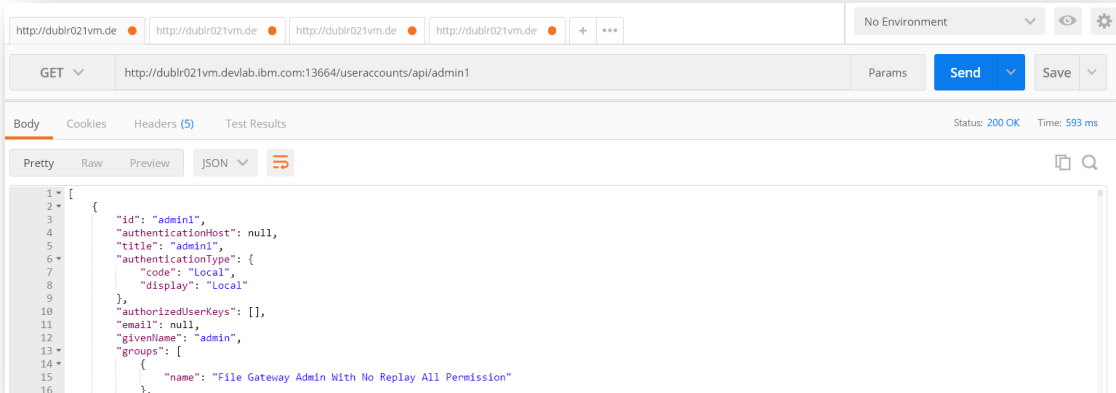 http://dublr021vm.de
http://dublr021vm.de
http://dublr021vm.de
http://dublr021vm.de
+
•••
No Environment
GET
http://dublr021vm.devlab.ibm.com:13664/useraccounts/api/admin1
Params
Send
Save
Body
Cookies
Headers (5)
Test Results
Status: 200 OK
Time: 593 ms
Pretty
Raw
Preview
JSON
1 [
2 {
3 "id": "admin1",
4 "authenticationHost": null,
5 "title": "admin1",
6 "authenticationType": {
7 "code": "Local",
8 "display": "Local"
9 },
10 "authorizedUserKeys": [],
11 "email": null,
12 "givenName": "admin",
13 "groups": [
14 {
15 "name": "File Gateway Admin With No Replay All Permission"
16 },